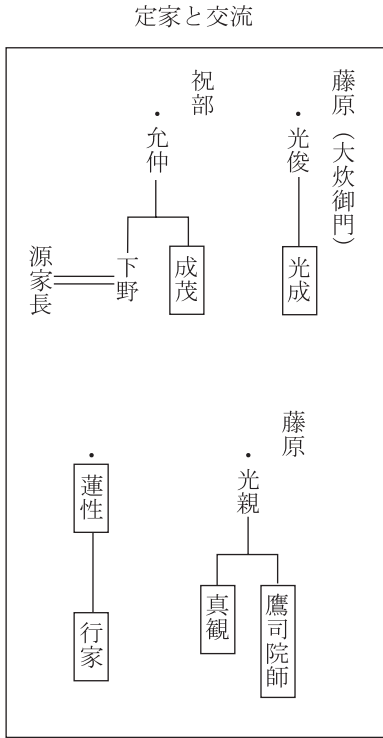 定家と交流
藤原（大炊御門）
・光俊
光成
祝部
・允仲
成茂
下野
源家長
藤原
・光親
鷹司院師
真観
・蓮性
行家